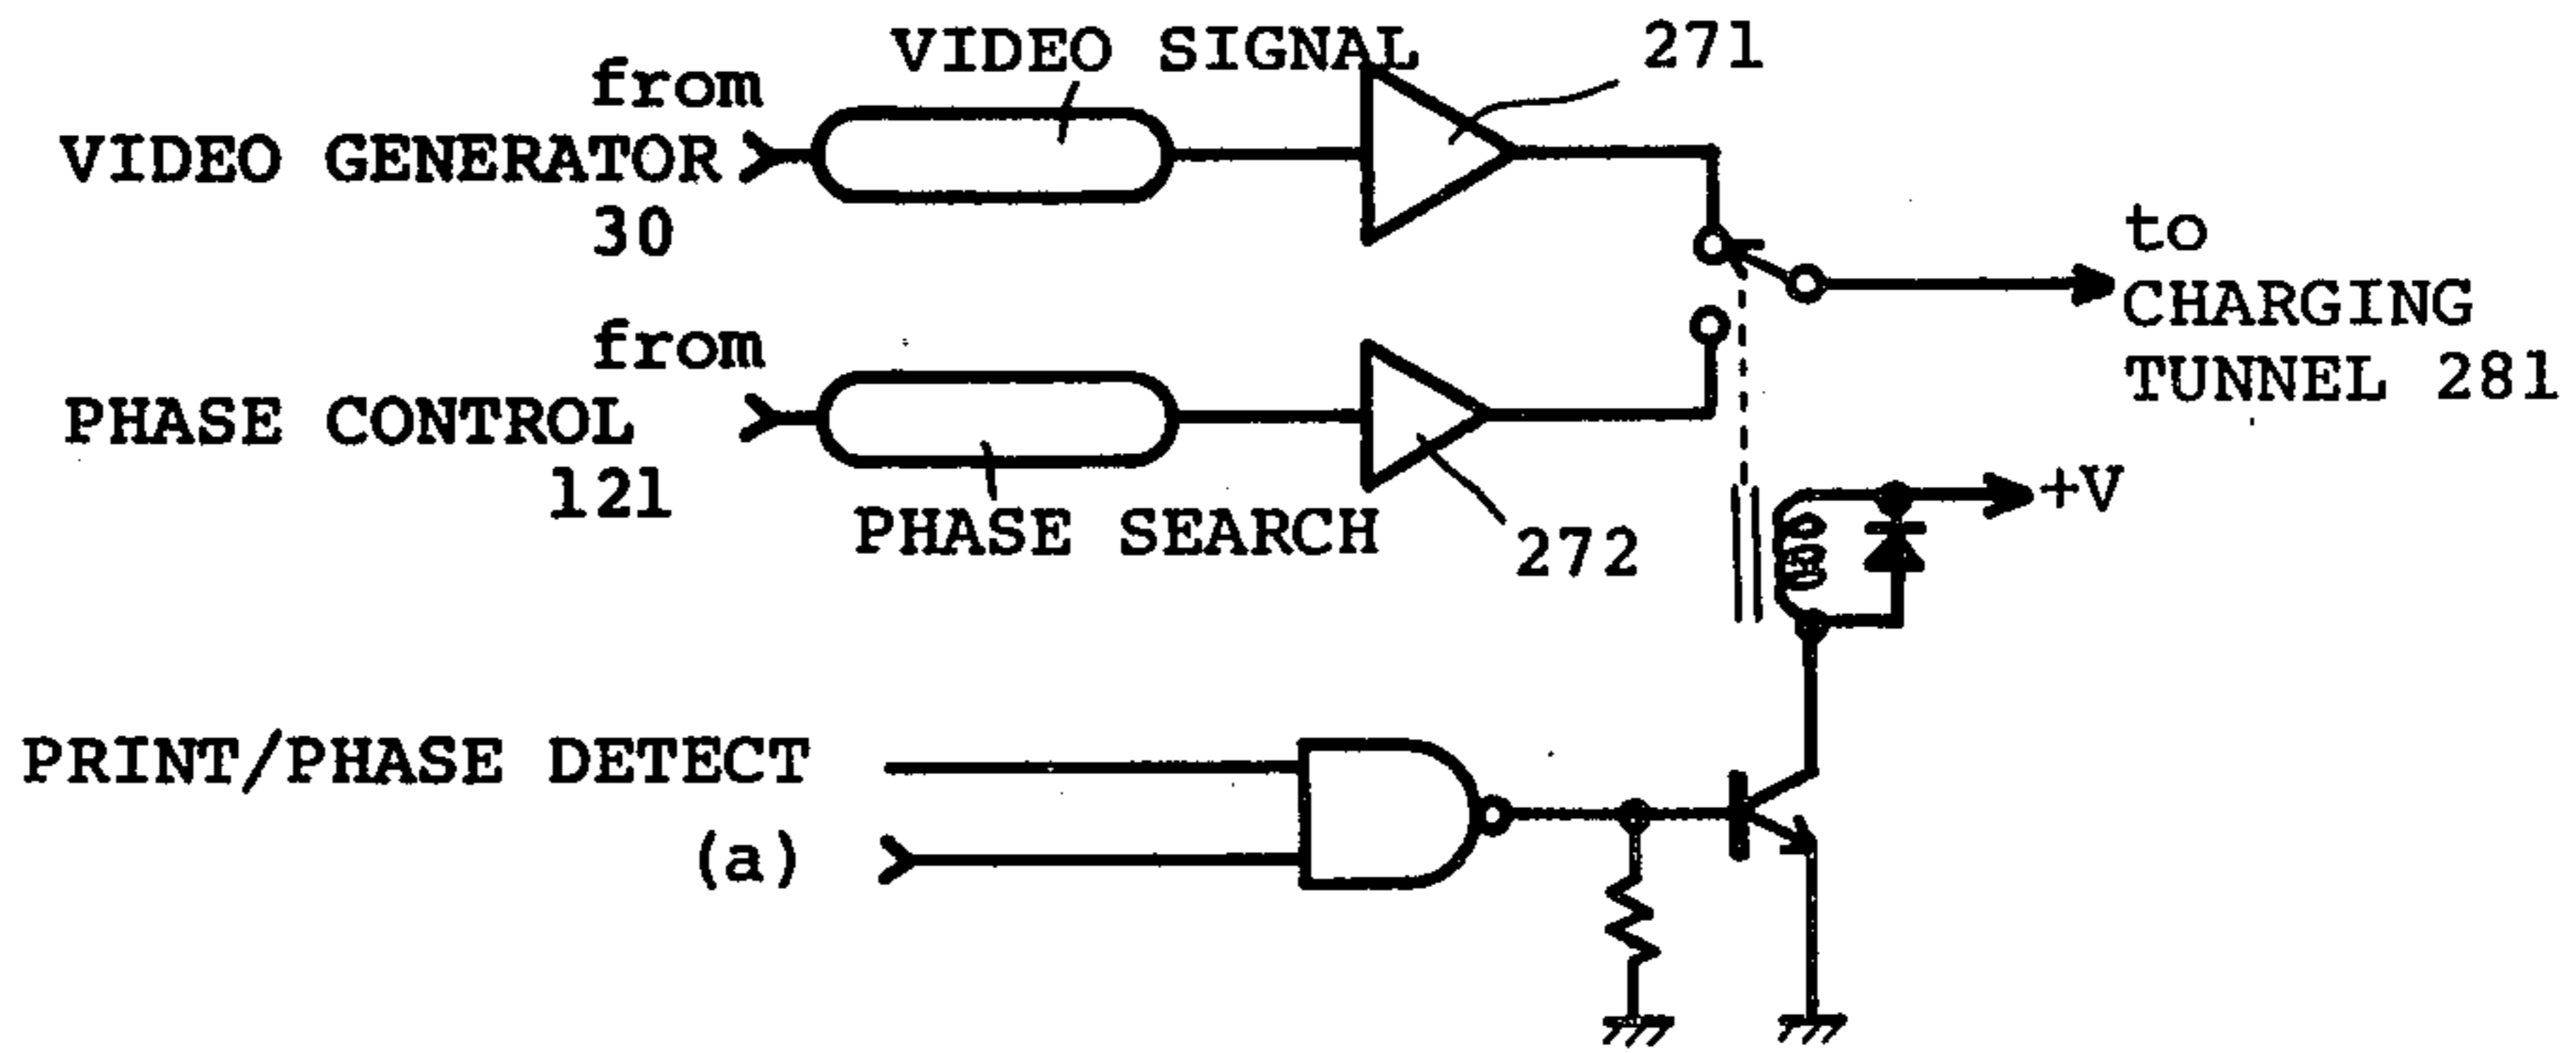 VIDEO SIGNAL
271
from
VIDEO GENERATOR
30
to
CHARGING
TUNNEL 281
from
PHASE CONTROL
121
PHASE SEARCH
272
+V
PRINT/PHASE DETECT
(a)